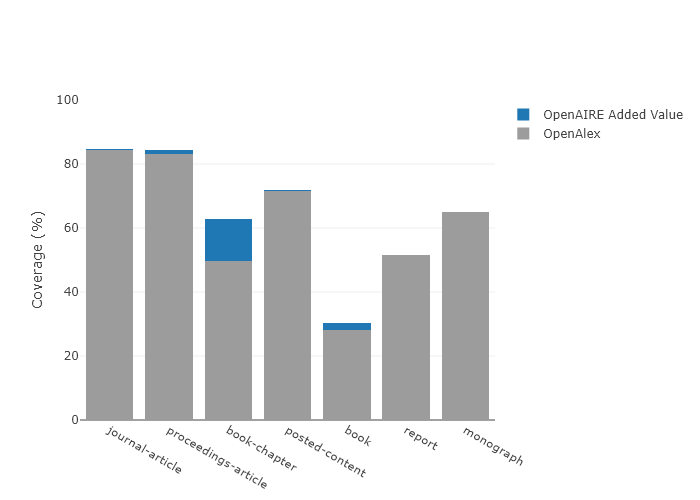 100
80
60
40
20
0
Coverage (%)
journal-article
proceedings-article
book-chapter
posted-content
book
report
monograph
OpenAIRE Added Value
OpenAlex